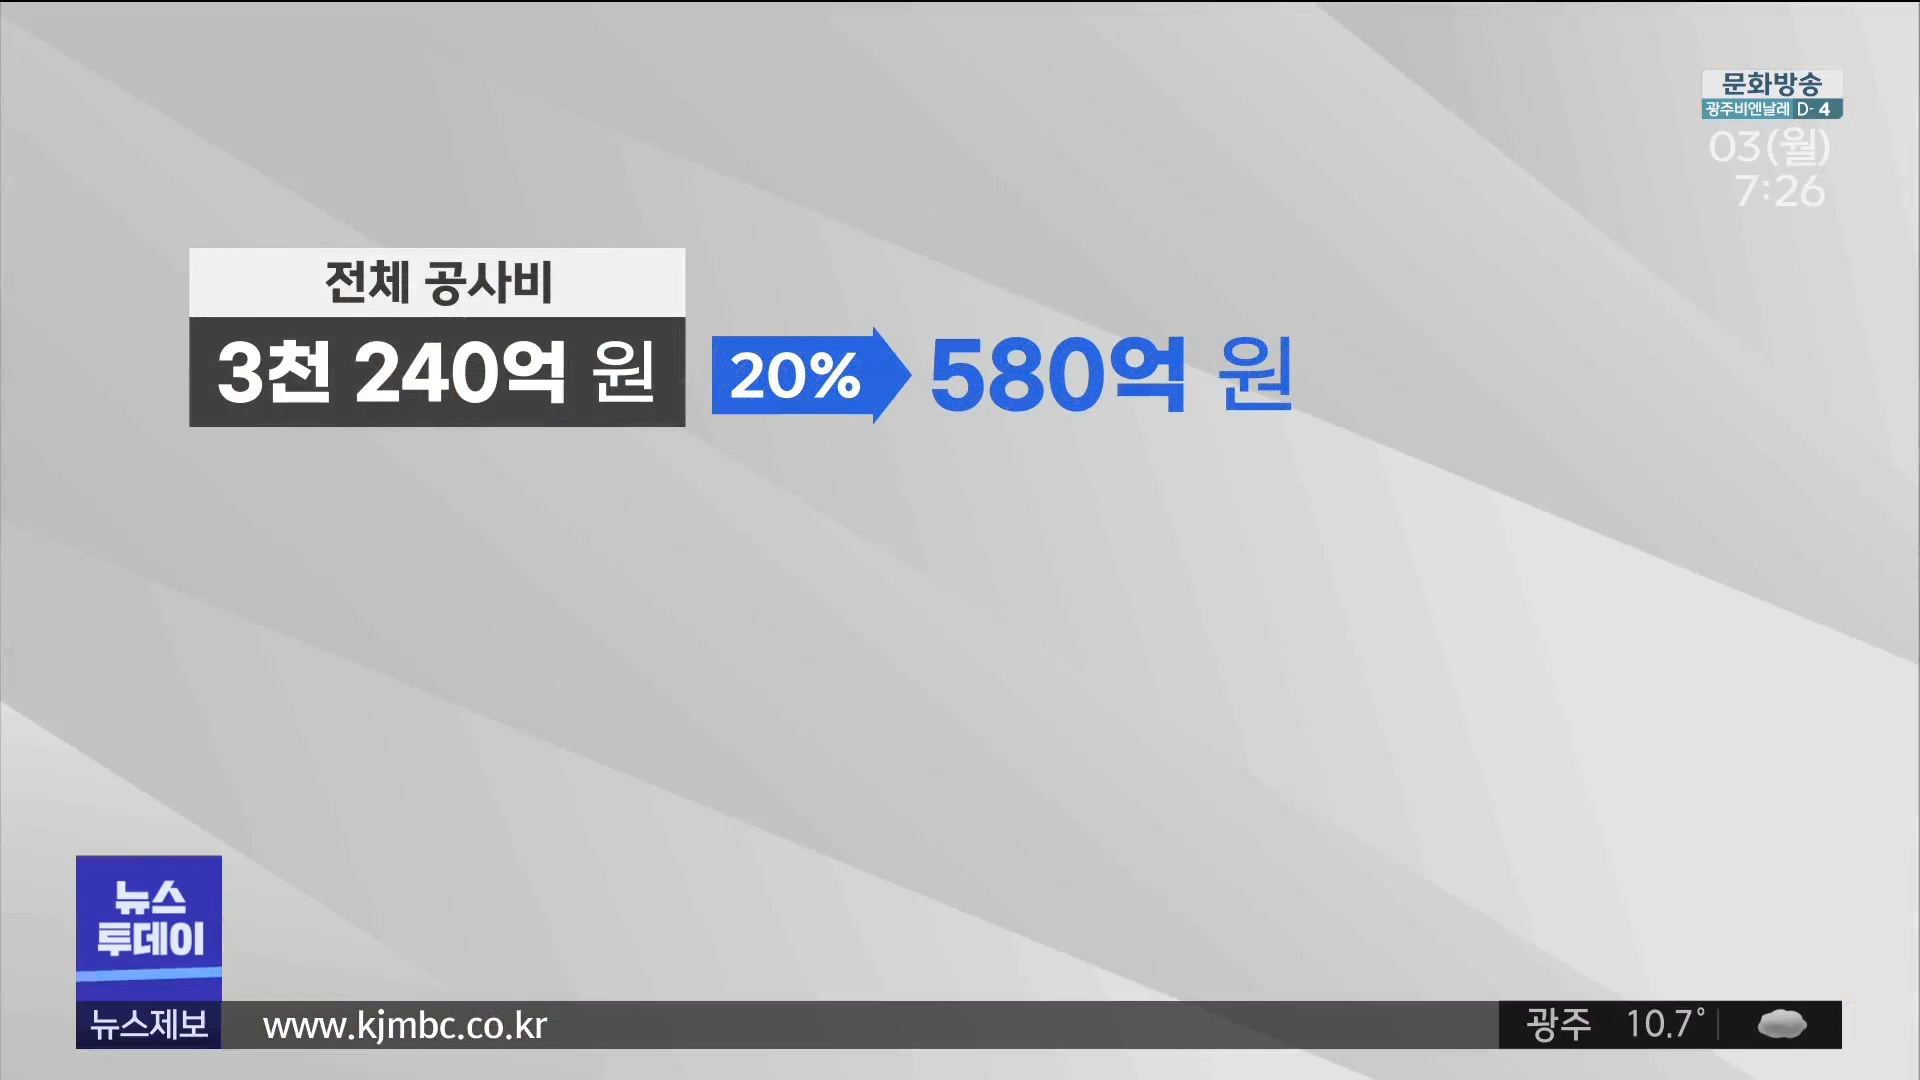 문화방송
광주비엔날레 D- 4
03(월)
7:26
전체 공사비
3천 240억 원
20%
580억 원
뉴스
투데이
뉴스제보 www.kjmbc.co.kr
광주 10.7°